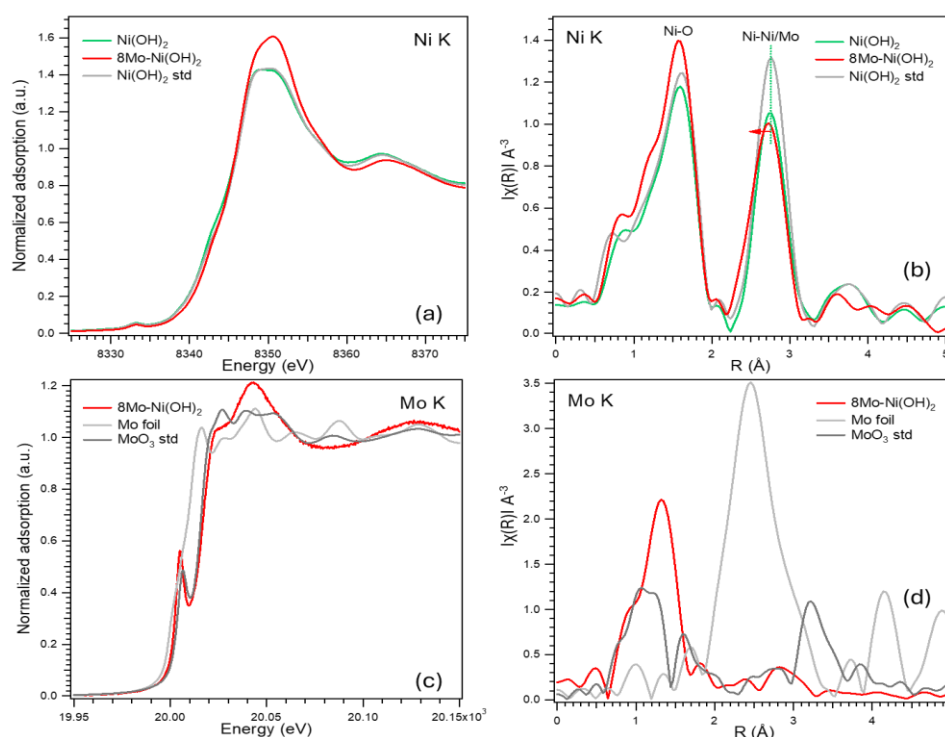 Ni K
Ni(OH)₂
8Mo-Ni(OH)₂
Ni(OH)₂ std
(a)
Normalized adsorption (a.u.)
1.6
1.4
1.2
1.0
0.8
0.6
0.4
0.2
0.0
8330 8340 8350 8360 8370
Energy (eV)
Ni K
Ni-O
Ni-Ni/Mo
Ni(OH)₂
8Mo-Ni(OH)₂
Ni(OH)₂ std
(b)
|χ(R)| A⁻³
1.4
1.2
1.0
0.8
0.6
0.4
0.2
0.0
0 1 2 3 4 5
R (Å)
Mo K
8Mo-Ni(OH)₂
Mo foil
MoO₃ std
(c)
Normalized adsorption (a.u.)
1.2
1.0
0.8
0.6
0.4
0.2
0.0
19.95 20.00 20.05 20.10 20.15x10³
Energy (eV)
Mo K
8Mo-Ni(OH)₂
Mo foil
MoO₃ std
(d)
|χ(R)| A⁻³
3.5
3.0
2.5
2.0
1.5
1.0
0.5
0.0
0 1 2 3 4
R (Å)